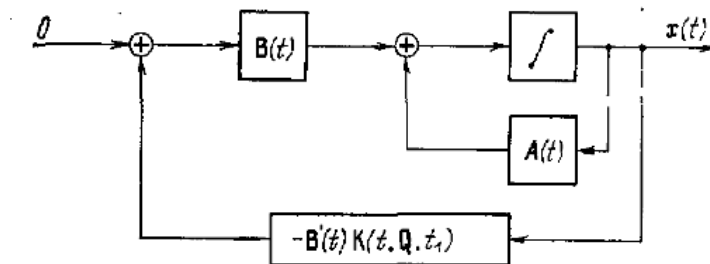 0
B(t)
∫
x(t)
A(t)
-B'(t)K(t,Q,t₁)